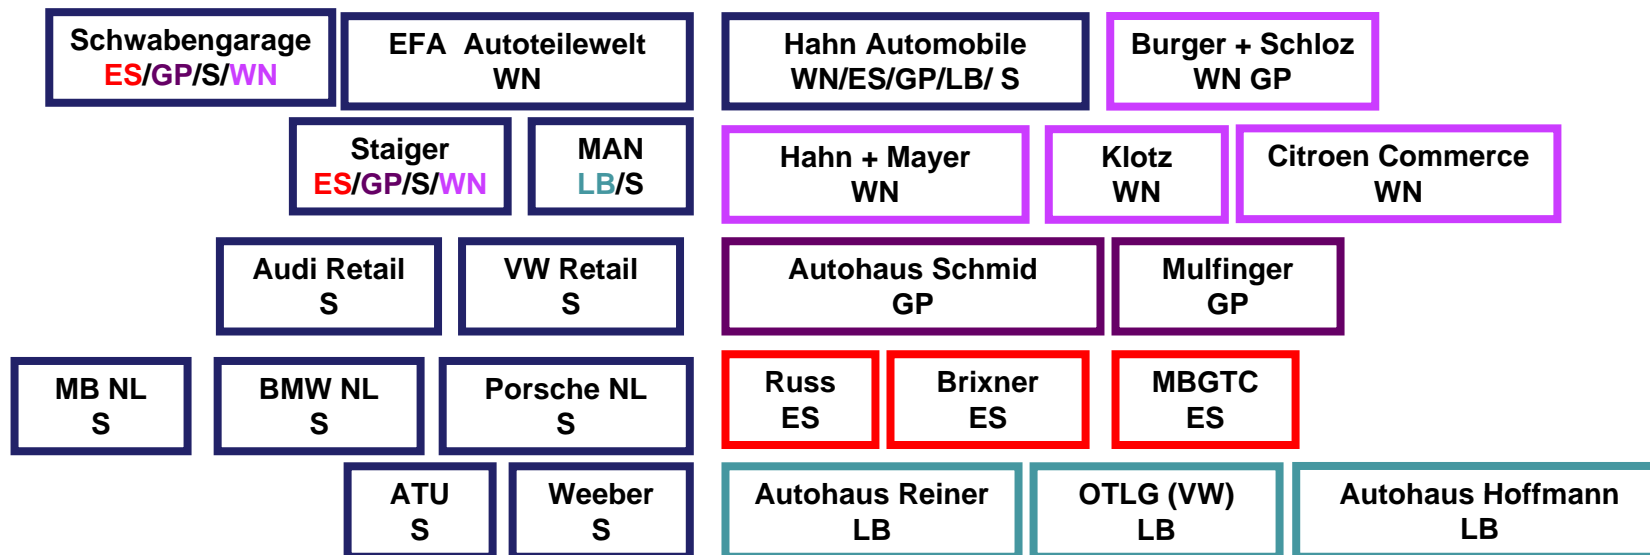 Schwabengarage
ES/GP/S/WN
EFA Autoteilewelt
WN
Hahn Automobile
WN/ES/GP/LB/ S
Burger + Schloz
WN GP
Staiger
ES/GP/S/WN
MAN
LB/S
Hahn + Mayer
WN
Klotz
WN
Citroen Commerce
WN
Audi Retail
S
VW Retail
S
Autohaus Schmid
GP
Mulfinger
GP
MB NL
S
BMW NL
S
Porsche NL
S
Russ
ES
Brixner
ES
MBGTC
ES
ATU
S
Weeber
S
Autohaus Reiner
LB
OTLG (VW)
LB
Autohaus Hoffmann
LB